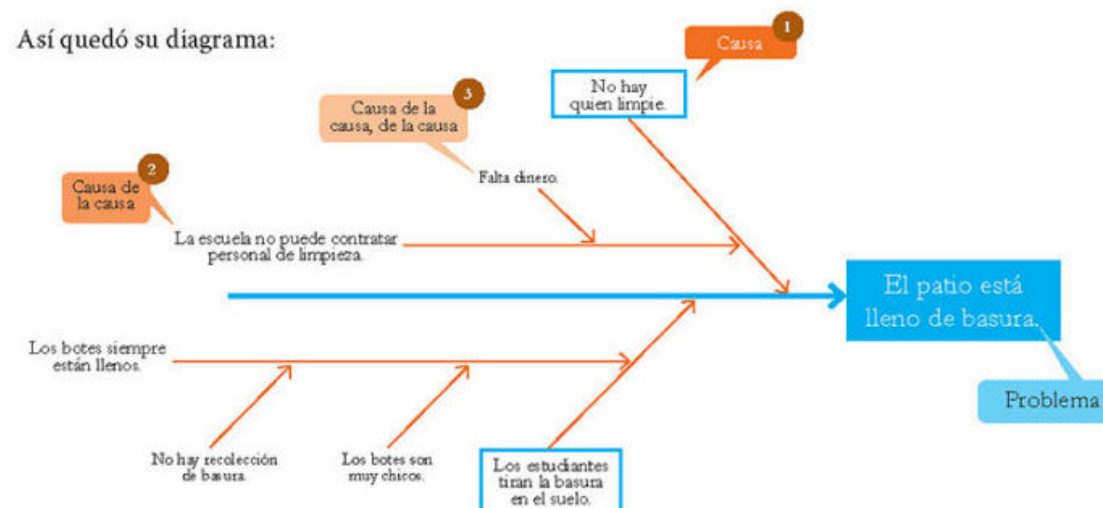 Así quedó su diagrama:
1
Causa
No hay
quien limpie.
3
Causa de la
causa, de la causa
Falta dinero.
2
Causa de
la causa
La escuela no puede contratar
personal de limpieza.
El patio está
lleno de basura.
Problema
Los botes siempre
están llenos.
No hay recolección
de basura.
Los botes son
muy chicos.
Los estudiantes
tiran la basura
en el suelo.